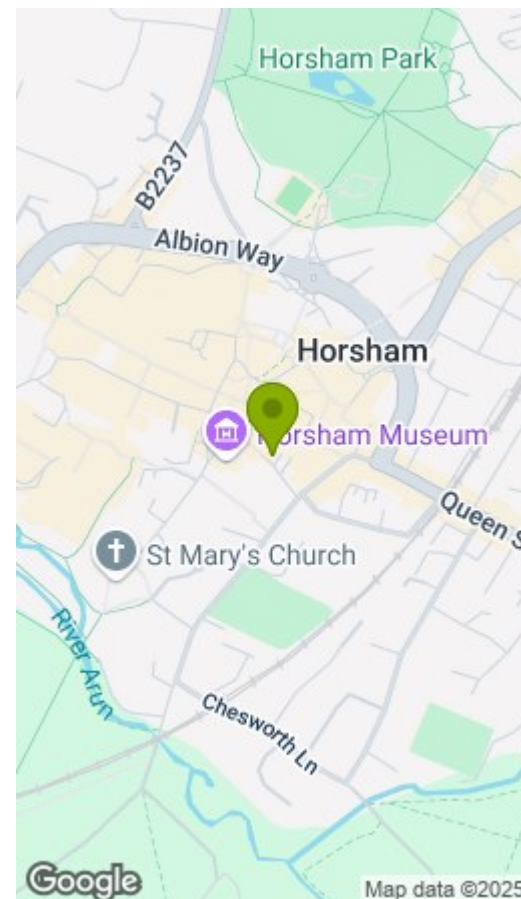 Horsham Park
B2237
Albion Way
Horsham
Horsham Museum
Queen S
St Mary's Church
River Arun
Chesworth Ln
Google
Map data ©2025